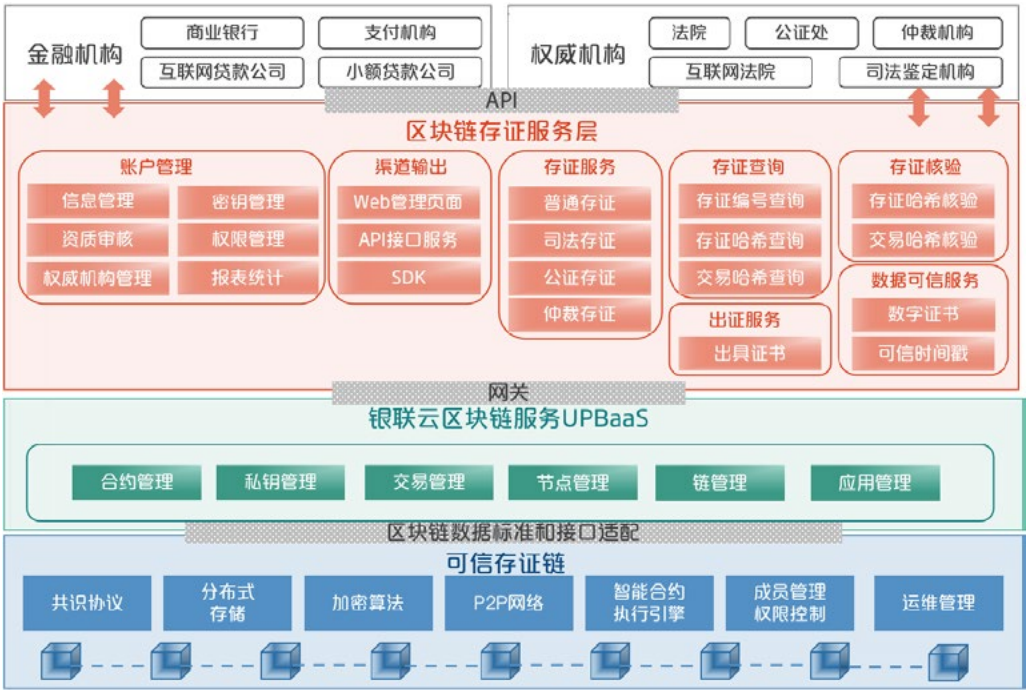 金融机构
商业银行
支付机构
互联网贷款公司
小额贷款公司
权威机构
法院
公证处
仲裁机构
互联网法院
司法鉴定机构
API
区块链存证服务层
账户管理
信息管理
密钥管理
资质审核
权限管理
权威机构管理
报表统计
渠道输出
Web管理页面
API接口服务
SDK
存证服务
普通存证
司法存证
公证存证
仲裁存证
存证查询
存证编号查询
存证哈希查询
交易哈希查询
出证服务
出具证书
存证核验
存证哈希核验
交易哈希核验
数据可信服务
数字证书
可信时间戳
网关
银联云区块链服务UPBaaS
合约管理
私钥管理
交易管理
节点管理
链管理
应用管理
区块链数据标准和接口适配
可信存证链
共识协议
分布式
存储
加密算法
P2P网络
智能合约
执行引擎
成员管理
权限控制
运维管理